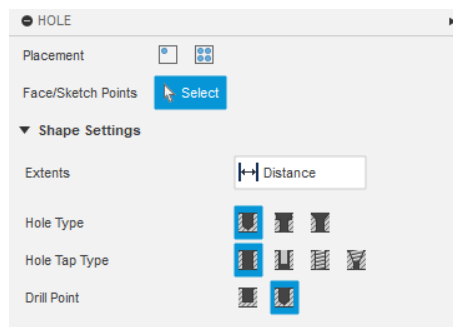 HOLE
Placement
Face/Sketch Points Select
Shape Settings
Extents Distance
Hole Type
Hole Tap Type
Drill Point